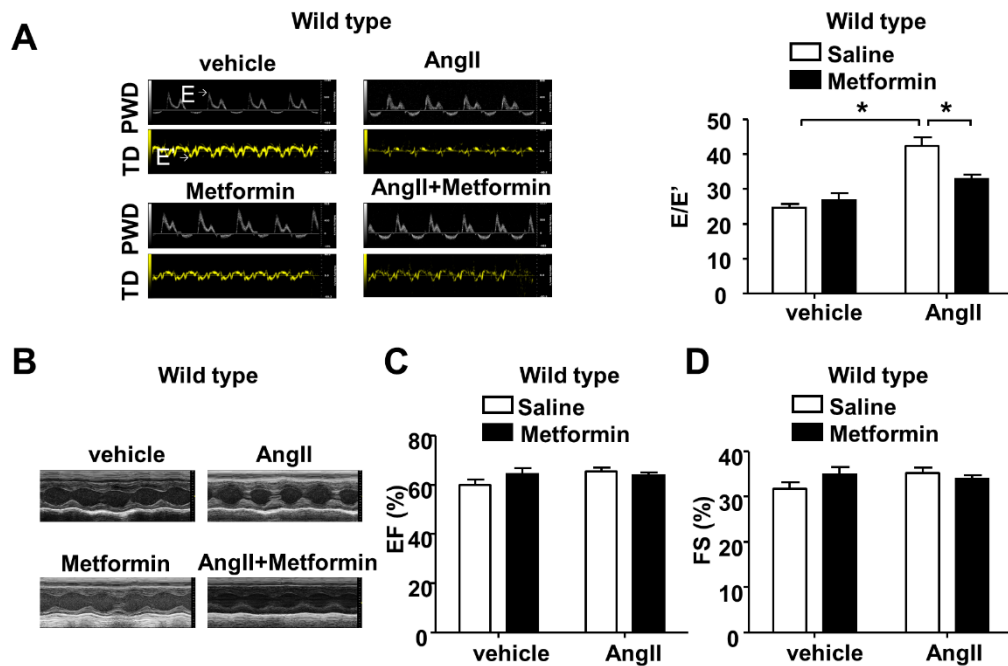 A
Wild type
vehicle
AngII
PWD
E
TD
E
Metformin
AngII+Metformin
PWD
TD
Wild type
Saline
Metformin
* *
E/E'
50
40
30
20
10
0
vehicle AngII
B
Wild type
vehicle
AngII
Metformin
AngII+Metformin
C
Wild type
Saline
Metformin
EF (%)
80
60
40
20
0
vehicle AngII
D
Wild type
Saline
Metformin
FS (%)
40
30
20
10
0
vehicle AngII